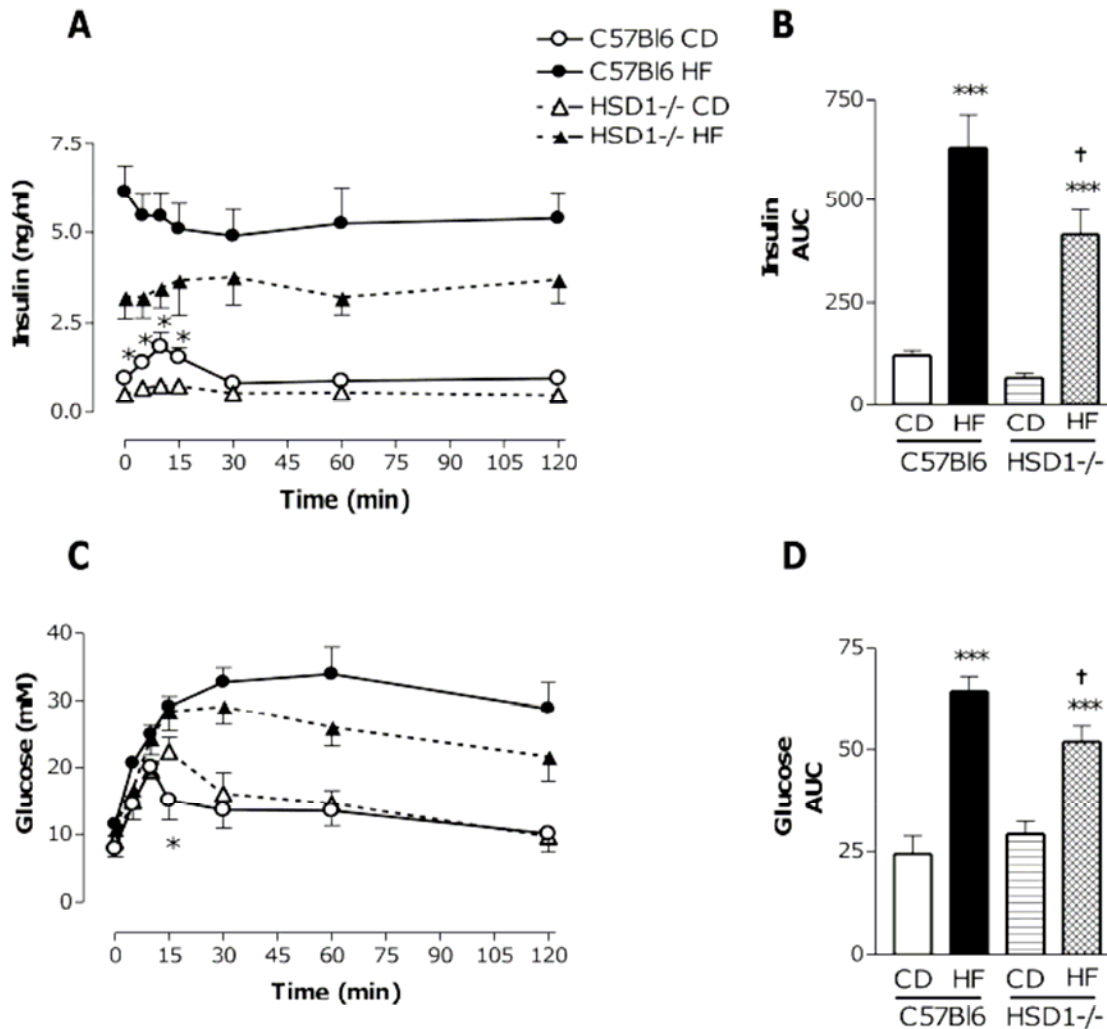 A
C57Bl6 CD
C57Bl6 HF
HSD1-/- CD
HSD1-/- HF
7.5
5.0
2.5
0.0
Insulin (ng/ml)
*
*
*
*
0 15 30 45 60 75 90 105 120
Time (min)
B
750
500
250
0
Insulin
AUC
***
†
***
CD HF CD HF
C57Bl6 HSD1-/-
C
40
30
20
10
0
Glucose (mM)
*
0 15 30 45 60 75 90 105 120
Time (min)
D
75
50
25
0
Glucose
AUC
***
†
***
CD HF CD HF
C57Bl6 HSD1-/-